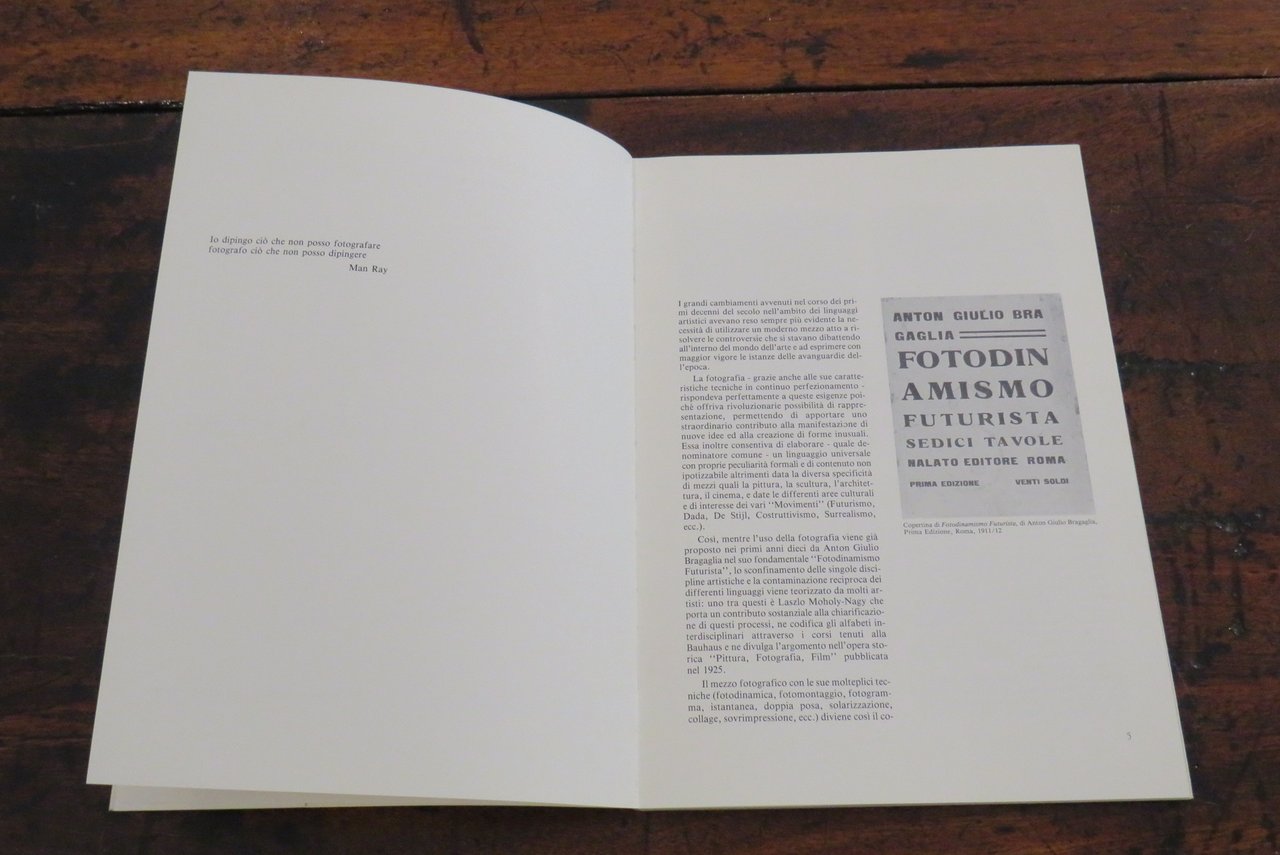 Io dipingo ciò che non posso fotografare
fotografo ciò che non posso dipingere
Man Ray
I grandi cambiamenti avvenuti nel corso dei pri-
mi decenni del secolo nell'ambito dei linguaggi
artistici avevano reso sempre più evidente la ne-
cessità di utilizzare un moderno mezzo atto a ri-
solvere le controversie che si stavano dibattendo
all'interno del mondo dell'arte e ad esprimere con
maggior vigore le istanze delle avanguardie del-
l'epoca.
La fotografia - grazie anche alle sue caratte-
ristiche tecniche in continuo perfezionamento -
rispondeva perfettamente a queste esigenze poi-
chè offriva rivoluzionarie possibilità di rappre-
sentazione, permettendo di apportare uno
straordinario contributo alla manifestazione di
nuove idee ed alla creazione di forme inusuali.
Essa inoltre consentiva di elaborare - quale de-
nominatore comune - un linguaggio universale
con proprie peculiarità formali e di contenuto non
ipotizzabile altrimenti data la diversa specificità
di mezzi quali la pittura, la scultura, l'architet-
tura, il cinema, e date le differenti aree culturali
e di interesse dei vari "Movimenti" (Futurismo,
Dada, De Stijl, Costruttivismo, Surrealismo,
ecc.).
Così, mentre l'uso della fotografia viene già
proposto nei primi anni dieci da Anton Giulio
Bragaglia nel suo fondamentale "Fotodinamismo
Futurista", lo sconfinamento delle singole disci-
pline artistiche e la contaminazione reciproca dei
differenti linguaggi viene teorizzato da molti ar-
tisti: uno tra questi è Laszlo Moholy-Nagy che
porta un contributo sostanziale alla chiarificazio-
ne di questi processi, ne codifica gli alfabeti in-
terdisciplinari attraverso i corsi tenuti alla
Bauhaus e ne divulga l'argomento nell'opera sto-
rica "Pittura, Fotografia, Film" pubblicata
nel 1925.
Il mezzo fotografico con le sue molteplici tec-
niche (fotodinamica, fotomontaggio, fotogram-
ma, istantanea, doppia posa, solarizzazione,
collage, sovrimpressione, ecc.) diviene così il co-
ANTON GIULIO BRA
GAGLIA
FOTODIN
AMISMO
FUTURISTA
SEDICI TAVOLE
NALATO EDITORE ROMA
PRIMA EDIZIONE VENTI SOLDI
Copertina di Fotodinamismo Futurista, di Anton Giulio Bragaglia,
Prima Edizione, Roma, 1911/12
5